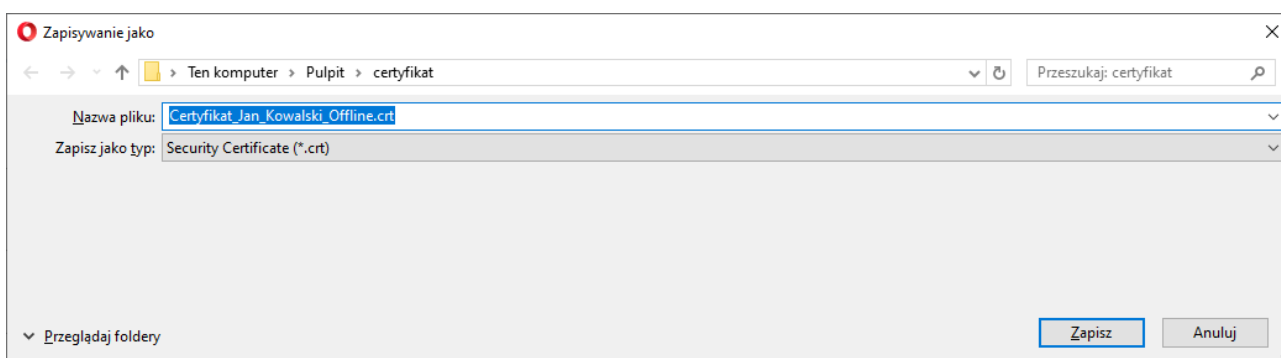 Zapisywanie jako
Ten komputer > Pulpit > certyfikat
Przeszukaj: certyfikat
Nazwa pliku: Certyfikat_Jan_Kowalski_Offline.crt
Zapisz jako typ: Security Certificate (*.crt)
Przeglądaj foldery
Zapisz
Anuluj